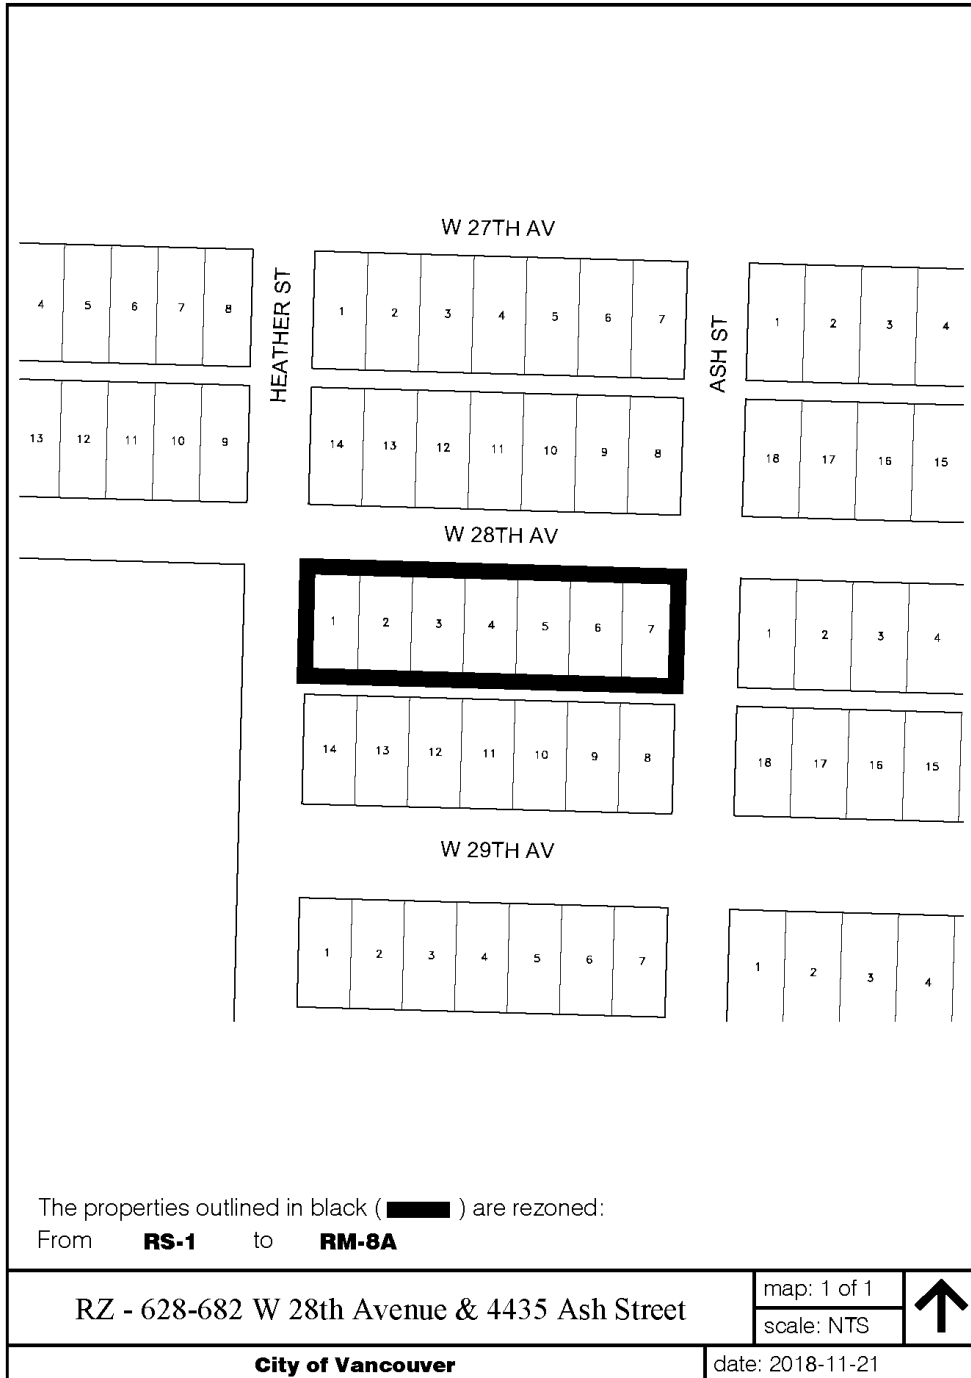 W 27TH AV
HEATHER ST
ASH ST
4 5 6 7 8
1 2 3 4 5 6 7
1 2 3 4
13 12 11 10 9
14 13 12 11 10 9 8
18 17 16 15
W 28TH AV
1 2 3 4 5 6 7
1 2 3 4
14 13 12 11 10 9 8
18 17 16 15
W 29TH AV
1 2 3 4 5 6 7
1 2 3 4
The properties outlined in black ( ) are rezoned:
From RS-1 to RM-8A
RZ - 628-682 W 28th Avenue & 4435 Ash Street
map: 1 of 1
scale: NTS
City of Vancouver
date: 2018-11-21